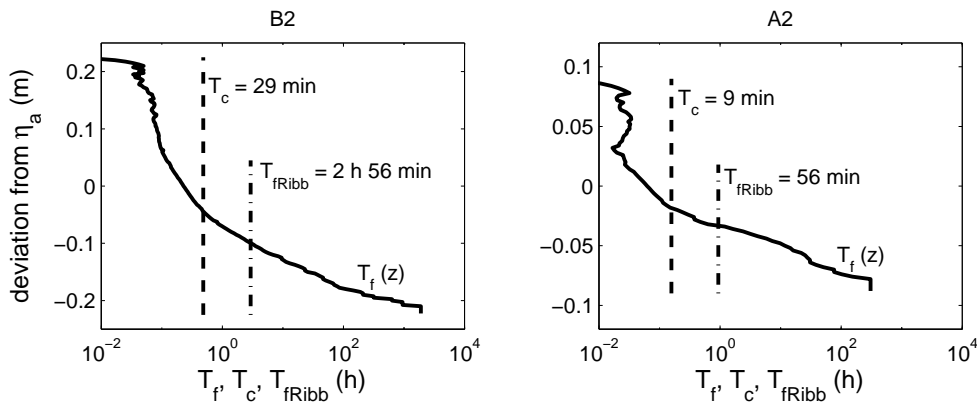 B2
A2
deviation from η_a (m)
0.2
0.1
0
−0.1
−0.2
T_c = 29 min
T_fRibb = 2 h 56 min
T_f (z)
10^−2
10^0
10^2
10^4
T_f, T_c, T_fRibb (h)
0.1
0.05
0
−0.05
−0.1
T_c = 9 min
T_fRibb = 56 min
T_f (z)
10^−2
10^0
10^2
10^4
T_f, T_c, T_fRibb (h)